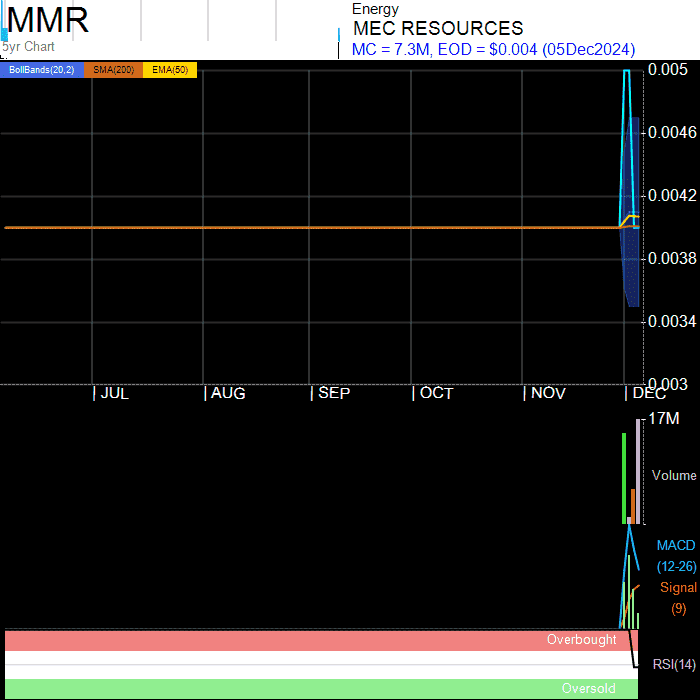 MMR
5yr Chart
Energy
MEC RESOURCES
MC = 7.3M, EOD = $0.004 (05Dec2024)
BollBands(20,2) SMA(200) EMA(50)
0.005
0.0046
0.0042
0.0038
0.0034
0.003
JUL AUG SEP OCT NOV DEC
17M
Volume
MACD
(12-26)
Signal
(9)
Overbought
RSI(14)
Oversold